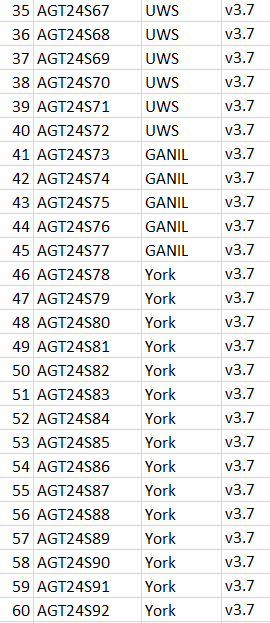 35 AGT24S67 UWS v3.7
36 AGT24S68 UWS v3.7
37 AGT24S69 UWS v3.7
38 AGT24S70 UWS v3.7
39 AGT24S71 UWS v3.7
40 AGT24S72 UWS v3.7
41 AGT24S73 GANIL v3.7
42 AGT24S74 GANIL v3.7
43 AGT24S75 GANIL v3.7
44 AGT24S76 GANIL v3.7
45 AGT24S77 GANIL v3.7
46 AGT24S78 York v3.7
47 AGT24S79 York v3.7
48 AGT24S80 York v3.7
49 AGT24S81 York v3.7
50 AGT24S82 York v3.7
51 AGT24S83 York v3.7
52 AGT24S84 York v3.7
53 AGT24S85 York v3.7
54 AGT24S86 York v3.7
55 AGT24S87 York v3.7
56 AGT24S88 York v3.7
57 AGT24S89 York v3.7
58 AGT24S90 York v3.7
59 AGT24S91 York v3.7
60 AGT24S92 York v3.7